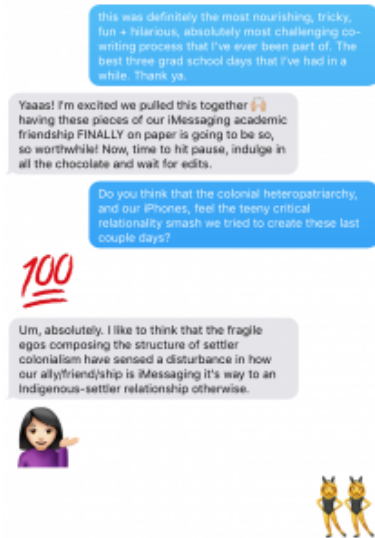 this was definitely the most nourishing, tricky,
fun + hilarious, absolutely most challenging co-
writing process that I've ever been part of. The
best three grad school days that I've had in a
while. Thank ya.
Yaaas! I'm excited we pulled this together 🙌🏼
having these pieces of our iMessaging academic
friendship FINALLY on paper is going to be so,
so worthwhile! Now, time to hit pause, indulge in
all the chocolate and wait for edits.
Do you think that the colonial heteropatriarchy,
and our iPhones, feel the teeny critical
relationality smash we tried to create these last
couple days?
💯
Um, absolutely. I like to think that the fragile
egos composing the structure of settler
colonialism have sensed a disturbance in how
our ally/friend/ship is iMessaging it's way to an
Indigenous-settler relationship otherwise.
💁🏻
👯